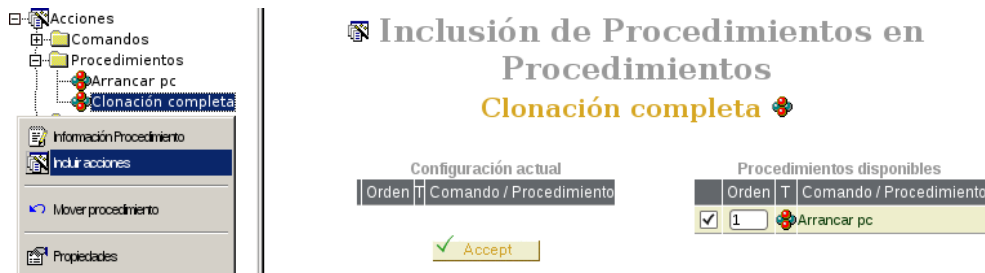 Acciones
Comandos
Procedimientos
Arrancar pc
Clonación completa
Información Procedimiento
Incluir acciones
Mover procedimiento
Propiedades
Inclusión de Procedimientos en
Procedimientos
Clonación completa
Configuración actual
Orden T Comando / Procedimiento
Accept
Procedimientos disponibles
Orden T Comando / Procedimiento
1 Arrancar pc